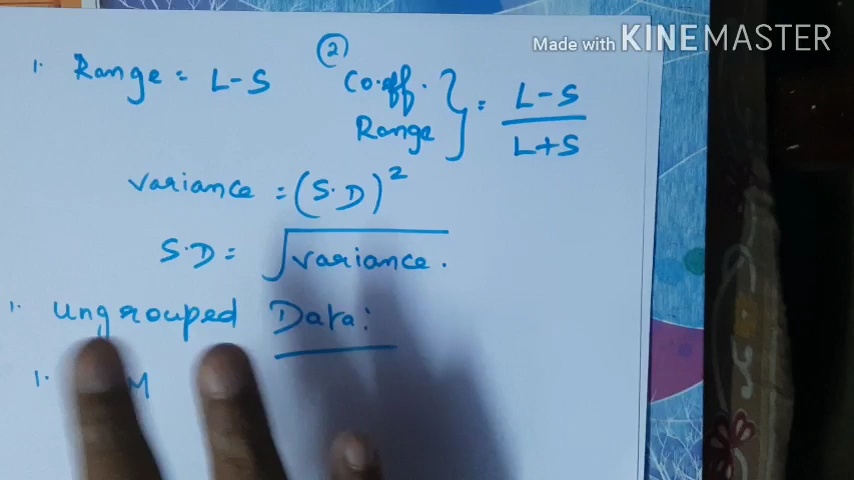 Made with KINEMASTER
1. Range = L-S
②
Co.eff. Range } = L-S / L+S
Variance = (S.D)²
S.D = √variance.
1. Ungrouped Data:
1.